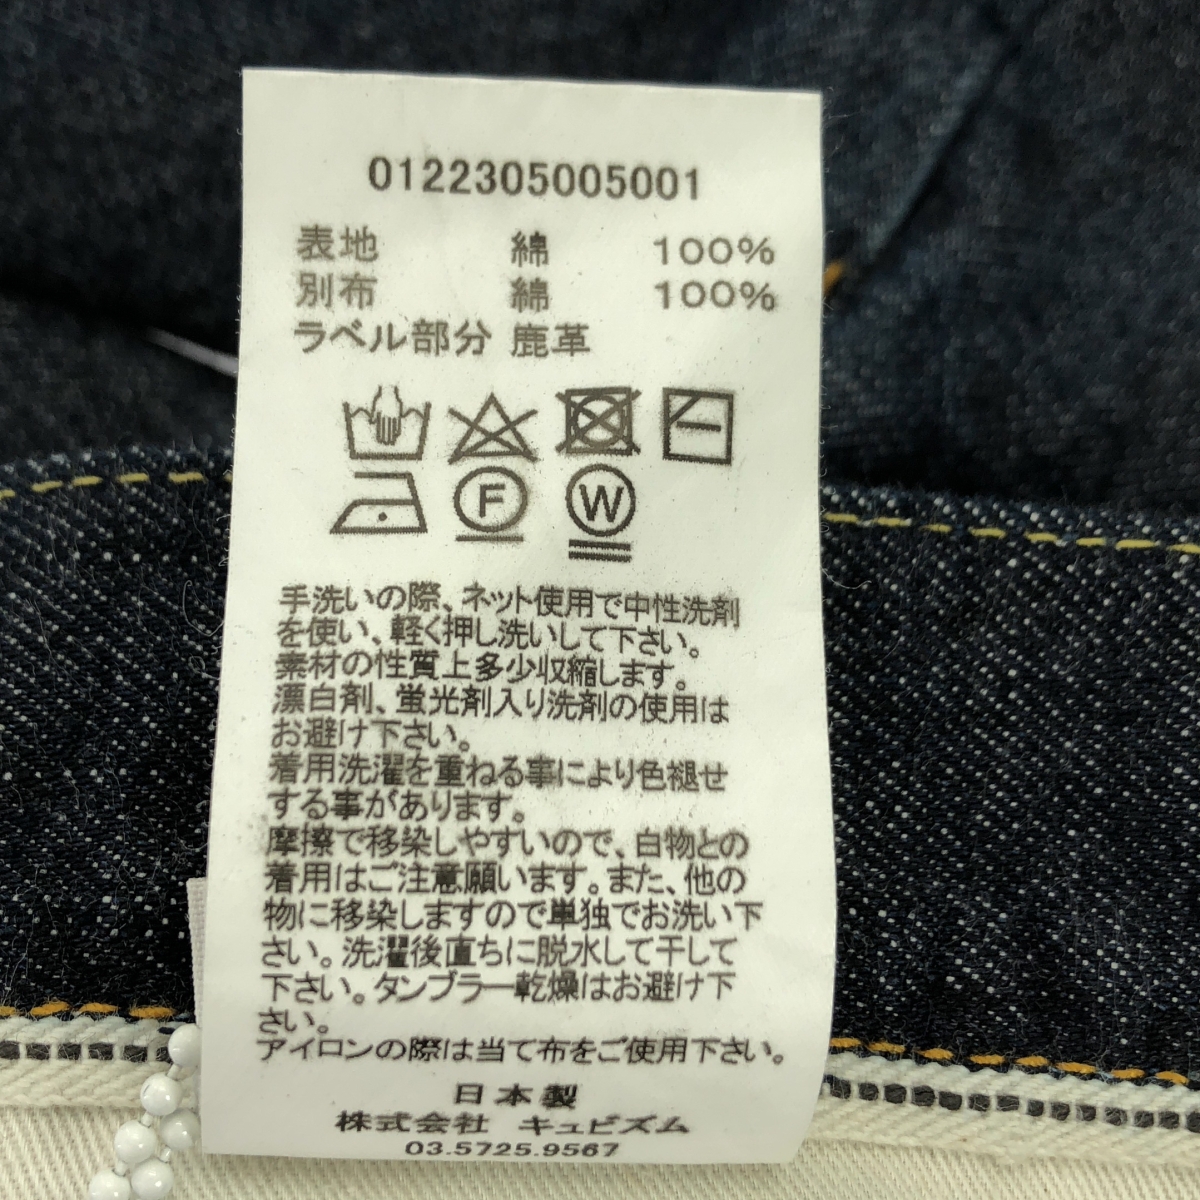 0122305005001
表地 綿 100%
別布 綿 100%
ラベル部分 鹿革
F W
手洗いの際、ネット使用で中性洗剤
を使い、軽く押し洗いして下さい。
素材の性質上多少収縮します。
漂白剤、蛍光剤入り洗剤の使用は
お避け下さい。
着用洗濯を重ねる事により色褪せ
する事があります。
摩擦で移染しやすいので、白物との
着用はご注意願います。また、他の
物に移染しますので単独でお洗い下
さい。洗濯後直ちに脱水して干して
下さい。タンブラー乾燥はお避け下
さい。
アイロンの際は当て布をご使用下さい。
日本製
株式会社 キュビズム
03.5725.9567